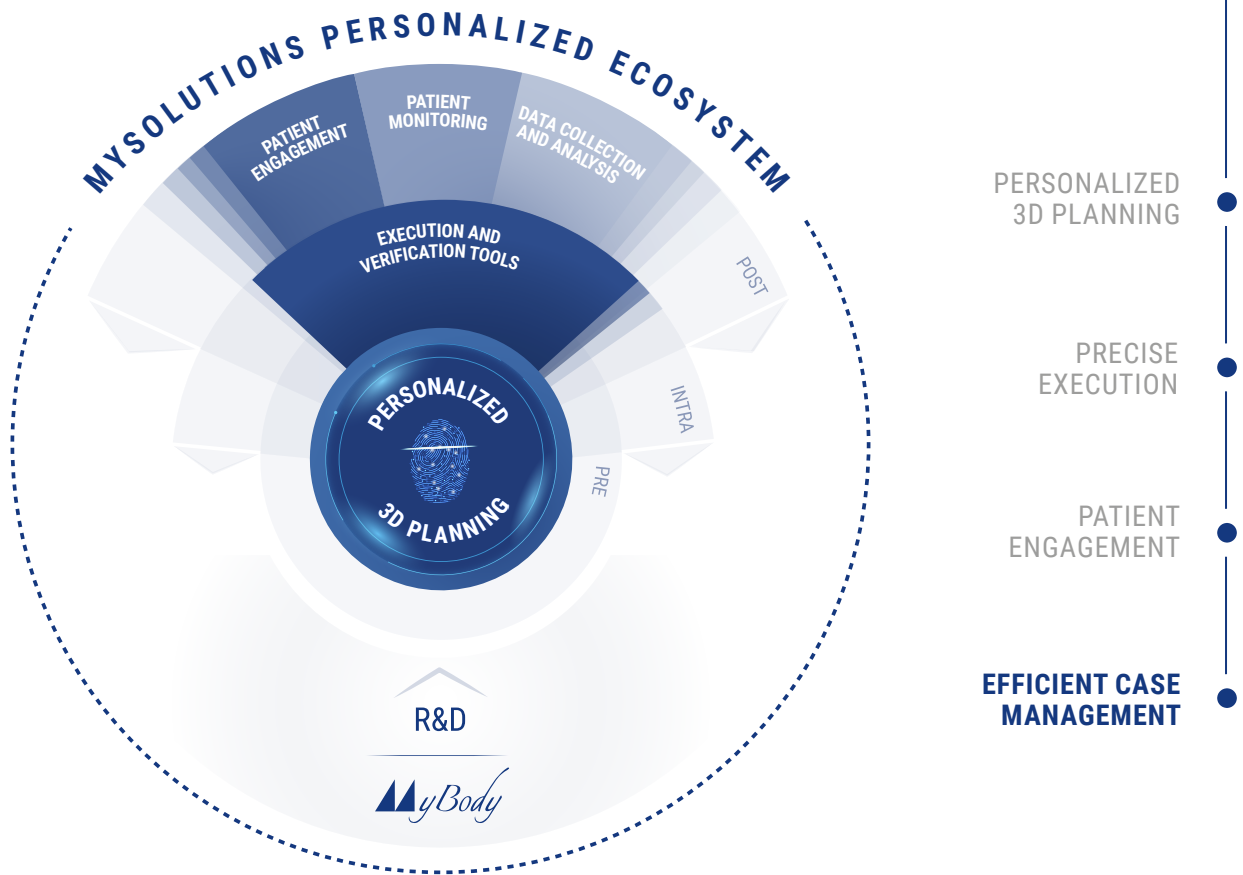 MYSOLUTIONS PERSONALIZED ECOSYSTEM
PATIENT
ENGAGEMENT
PATIENT
MONITORING
DATA COLLECTION
AND ANALYSIS
EXECUTION AND
VERIFICATION TOOLS
POST
INTRA
PRE
PERSONALIZED
3D PLANNING
R&D
MyBody
PERSONALIZED
3D PLANNING
PRECISE
EXECUTION
PATIENT
ENGAGEMENT
EFFICIENT CASE
MANAGEMENT